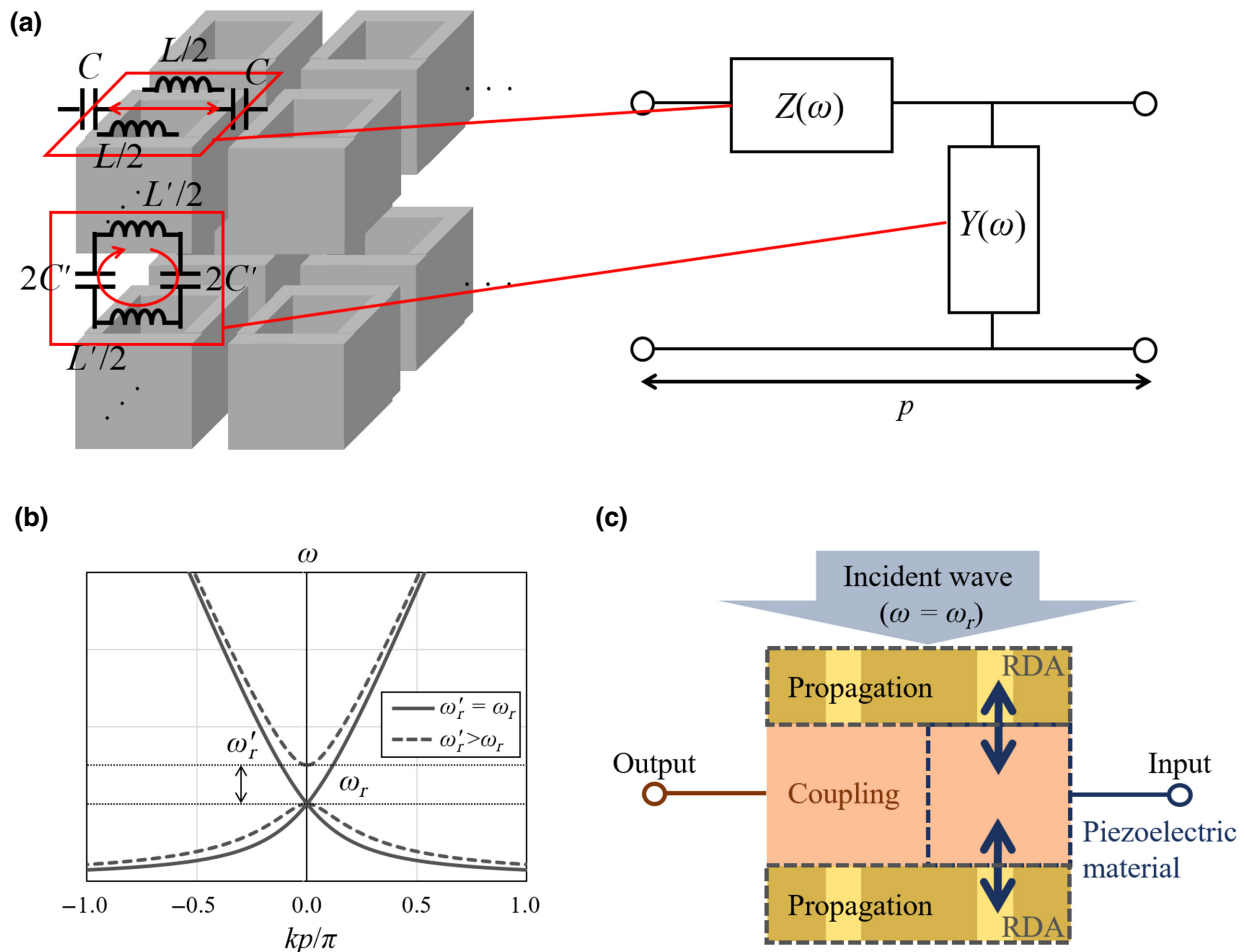 (a)
L/2
C
C
L/2
. . .
L′/2
2C′
2C′
L′/2
. . .
Z(ω)
Y(ω)
p
(b)
ω
ω′r = ωr
ω′r > ωr
ω′r
ωr
−1.0
−0.5
0.0
0.5
1.0
kp/π
(c)
Incident wave
(ω = ωr)
RDA
Propagation
Output
Coupling
Input
Piezoelectric
material
Propagation
RDA